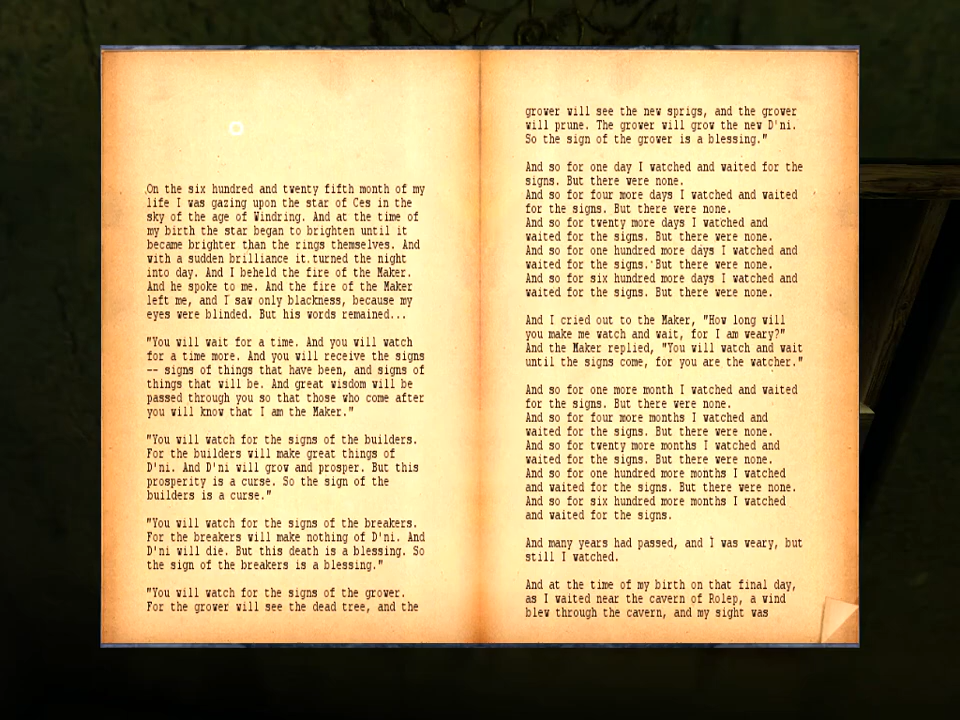 On the six hundred and twenty fifth month of my
life I was gazing upon the star of Ces in the
sky of the age of Windring. And at the time of
my birth the star began to brighten until it
became brighter than the rings themselves. And
with a sudden brilliance it turned the night
into day. And I beheld the fire of the Maker.
And he spoke to me. And the fire of the Maker
left me, and I saw only blackness, because my
eyes were blinded. But his words remained...
"You will wait for a time. And you will watch
for a time more. And you will receive the signs
-- signs of things that have been, and signs of
things that will be. And great wisdom will be
passed through you so that those who come after
you will know that I am the Maker."
"You will watch for the signs of the builders.
For the builders will make great things of
D'ni. And D'ni will grow and prosper. But this
prosperity is a curse. So the sign of the
builders is a curse."
"You will watch for the signs of the breakers.
For the breakers will make nothing of D'ni. And
D'ni will die. But this death is a blessing. So
the sign of the breakers is a blessing."
"You will watch for the signs of the grower.
For the grower will see the dead tree, and the
grower will see the new sprigs, and the grower
will prune. The grower will grow the new D'ni.
So the sign of the grower is a blessing."
And so for one day I watched and waited for the
signs. But there were none.
And so for four more days I watched and waited
for the signs. But there were none.
And so for twenty more days I watched and
waited for the signs. But there were none.
And so for one hundred more days I watched and
waited for the signs. But there were none.
And so for six hundred more days I watched and
waited for the signs. But there were none.
And I cried out to the Maker, "How long will
you make me watch and wait, for I am weary?"
And the Maker replied, "You will watch and wait
until the signs come, for you are the watcher."
And so for one more month I watched and waited
for the signs. But there were none.
And so for four more months I watched and
waited for the signs. But there were none.
And so for twenty more months I watched and
waited for the signs. But there were none.
And so for one hundred more months I watched
and waited for the signs. But there were none.
And so for six hundred more months I watched
and waited for the signs.
And many years had passed, and I was weary, but
still I watched.
And at the time of my birth on that final day,
as I waited near the cavern of Rolep, a wind
blew through the cavern, and my sight was